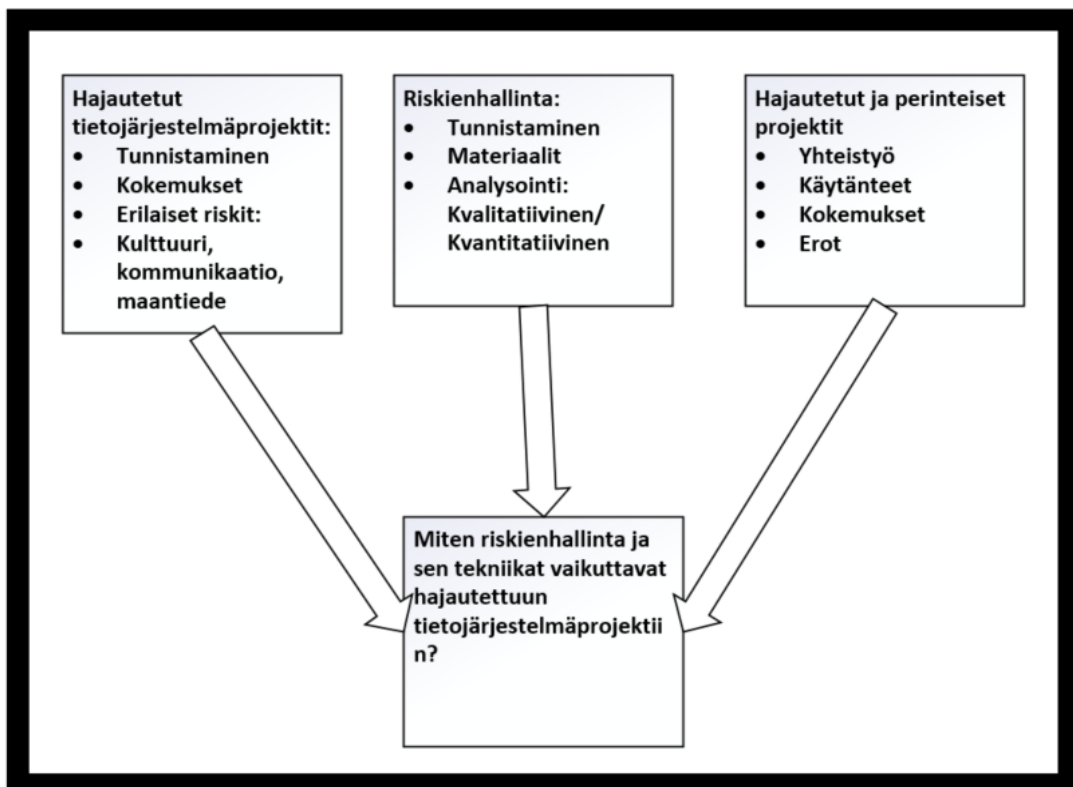 Hajautetut
tietojärjestelmäprojektit:
• Tunnistaminen
• Kokemukset
• Erilaiset riskit:
• Kulttuuri,
kommunikaatio,
maantiede
Riskienhallinta:
• Tunnistaminen
• Materiaalit
• Analysointi:
Kvalitatiivinen/
Kvantitatiivinen
Hajautetut ja perinteiset
projektit
• Yhteistyö
• Käytänteet
• Kokemukset
• Erot
Miten riskienhallinta ja
sen tekniikat vaikuttavat
hajautettuun
tietojärjestelmäprojektii
n?